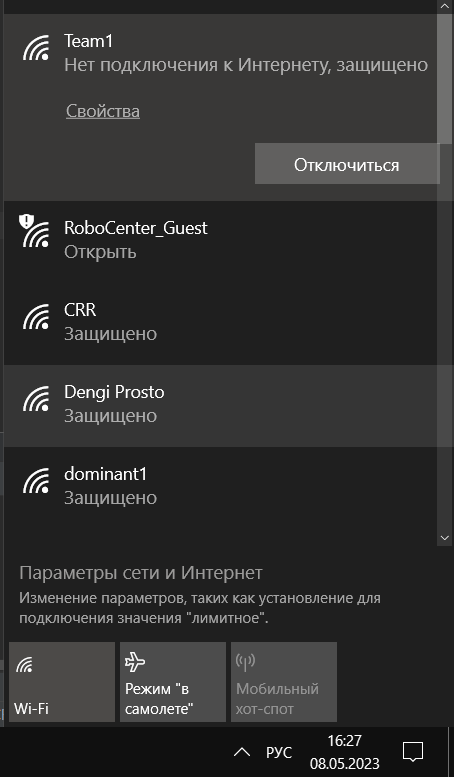 Team1
Нет подключения к Интернету, защищено
Свойства
Отключиться
RoboCenter_Guest
Открыть
CRR
Защищено
Dengi Prosto
Защищено
dominant1
Защищено
Параметры сети и Интернет
Изменение параметров, таких как установление для
подключения значения "лимитное".
Wi-Fi
Режим "в
самолете"
Мобильный
хот-спот
РУС
16:27
08.05.2023